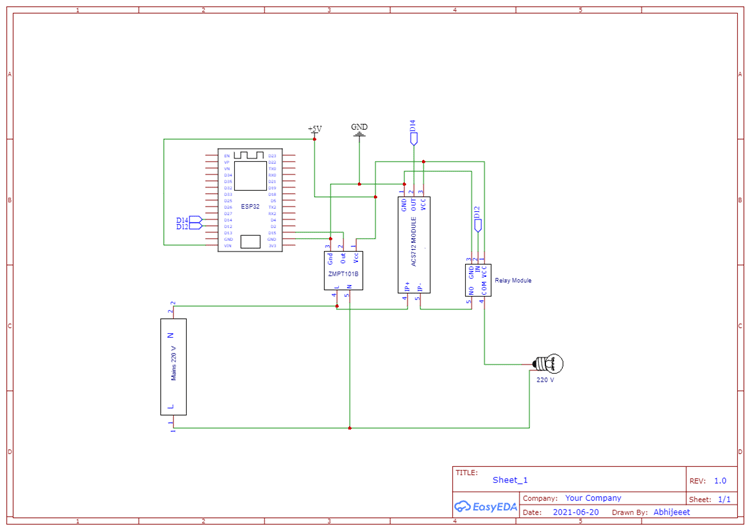 1 2 3 4 5
A
B
C
D
+5V
GND
D14
D12
EN
VP
VN
D34
D35
D32
D33
D25
D26
D27
D14
D12
D13
GND
VIN
D23
D22
TX0
RX0
D21
D19
D18
D5
TX2
RX2
D4
D2
D15
GND
3V3
ESP32
D14
D12
3 2 1
Gnd
Out
Vcc
ZMPT101B
L
N
4 5
1 2 3
GND
OUT
VCC
ACS712 MODULE
IP+
IP-
4 5
3 2 1
GND
IN
VCC
NO
COM
5 4
Relay Module
2
2
N
Mains 220 V
L
1
1
220 V
A
B
C
D
TITLE:
Sheet_1
REV: 1.0
EasyEDA
Company: Your Company
Sheet: 1/1
Date: 2021-06-20 Drawn By: Abhijeeet
1 2 3 4 5